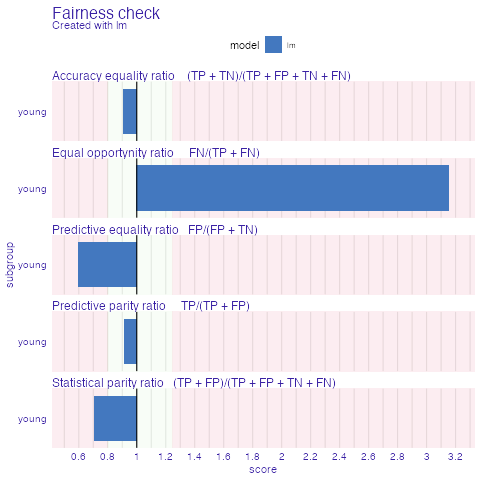 Fairness check
Created with lm
model lm
Accuracy equality ratio (TP + TN)/(TP + FP + TN + FN)
young
Equal opportynity ratio FN/(TP + FN)
young
Predictive equality ratio FP/(FP + TN)
young
subgroup
Predictive parity ratio TP/(TP + FP)
young
Statistical parity ratio (TP + FP)/(TP + FP + TN + FN)
young
0.6 0.8 1 1.2 1.4 1.6 1.8 2 2.2 2.4 2.6 2.8 3 3.2
score